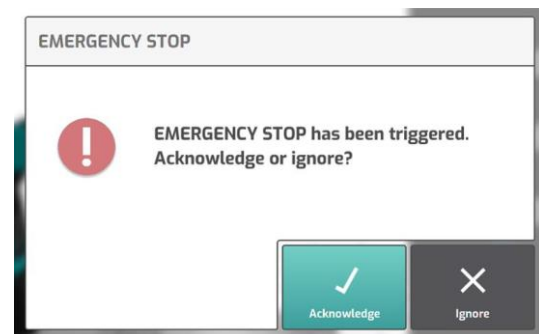 EMERGENCY STOP
EMERGENCY STOP has been triggered.
Acknowledge or ignore?
Acknowledge
Ignore